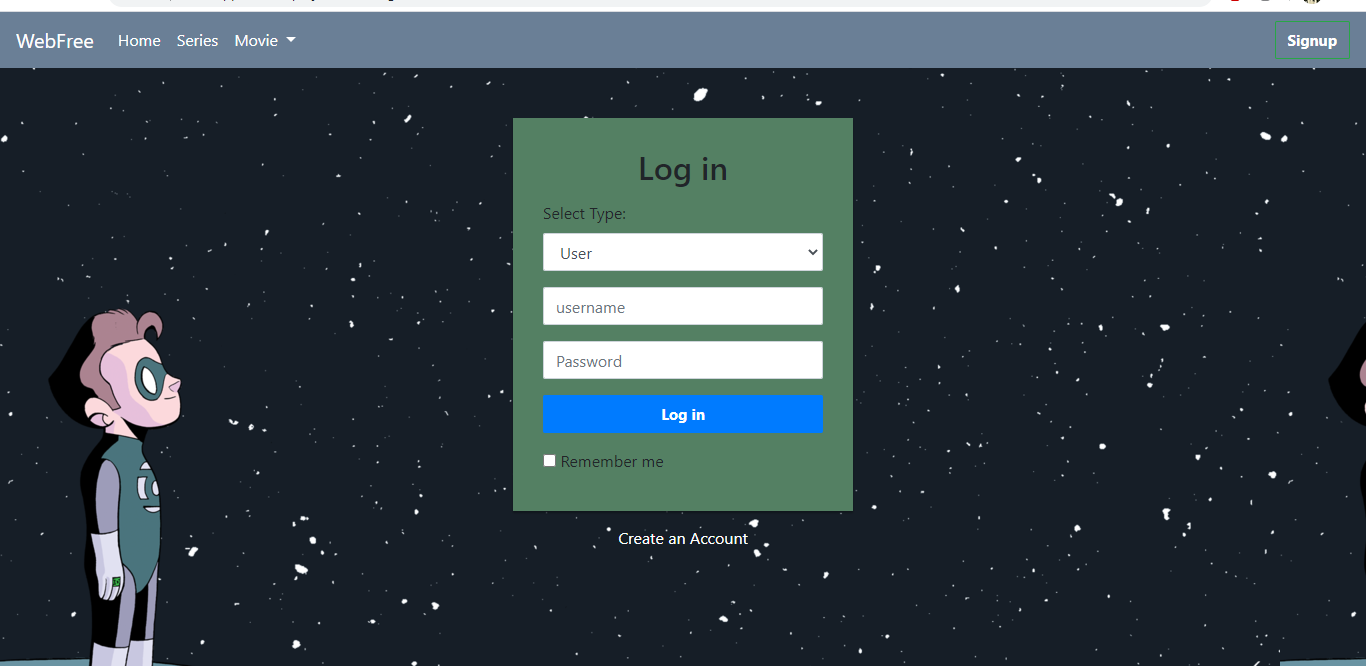 WebFree Home Series Movie Signup
Log in
Select Type:
User
username
Password
Log in
Remember me
Create an Account